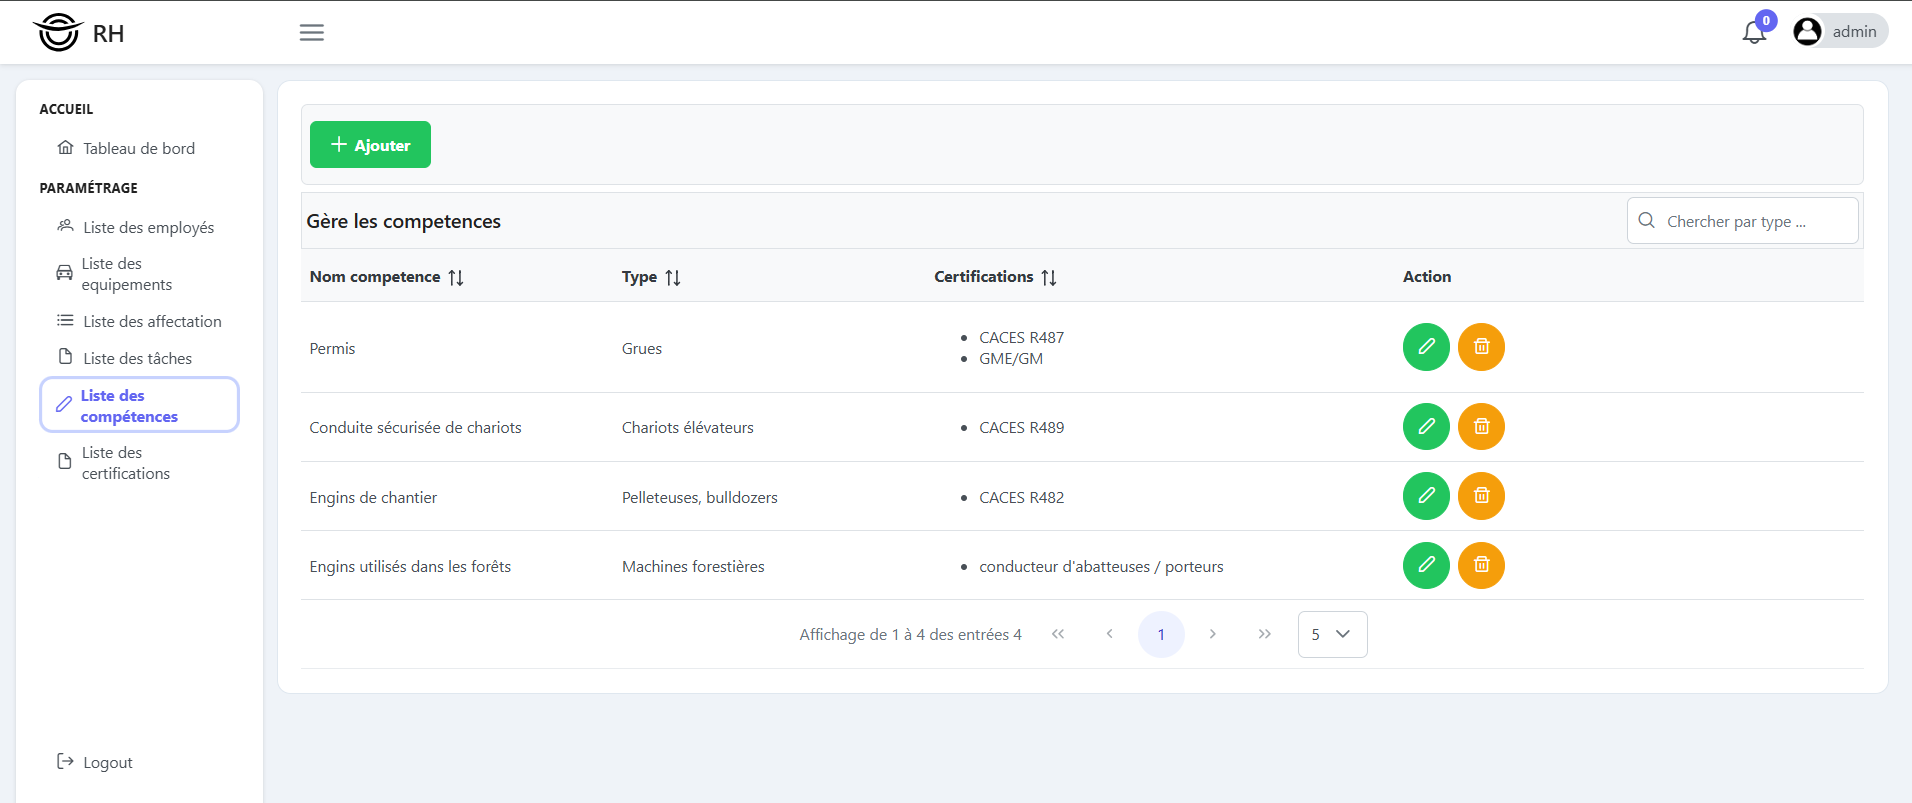 RH
0
admin
ACCUEIL
Tableau de bord
PARAMÉTRAGE
Liste des employés
Liste des
equipements
Liste des affectation
Liste des tâches
Liste des
compétences
Liste des
certifications
Logout
Ajouter
Gère les competences
Chercher par type ...
Nom competence Type Certifications Action
Permis Grues
CACES R487
GME/GM
Conduite sécurisée de chariots Chariots élévateurs CACES R489
Engins de chantier Pelleteuses, bulldozers CACES R482
Engins utilisés dans les forêts Machines forestières conducteur d'abatteuses / porteurs
Affichage de 1 à 4 des entrées 4 « ‹ 1 › » 5